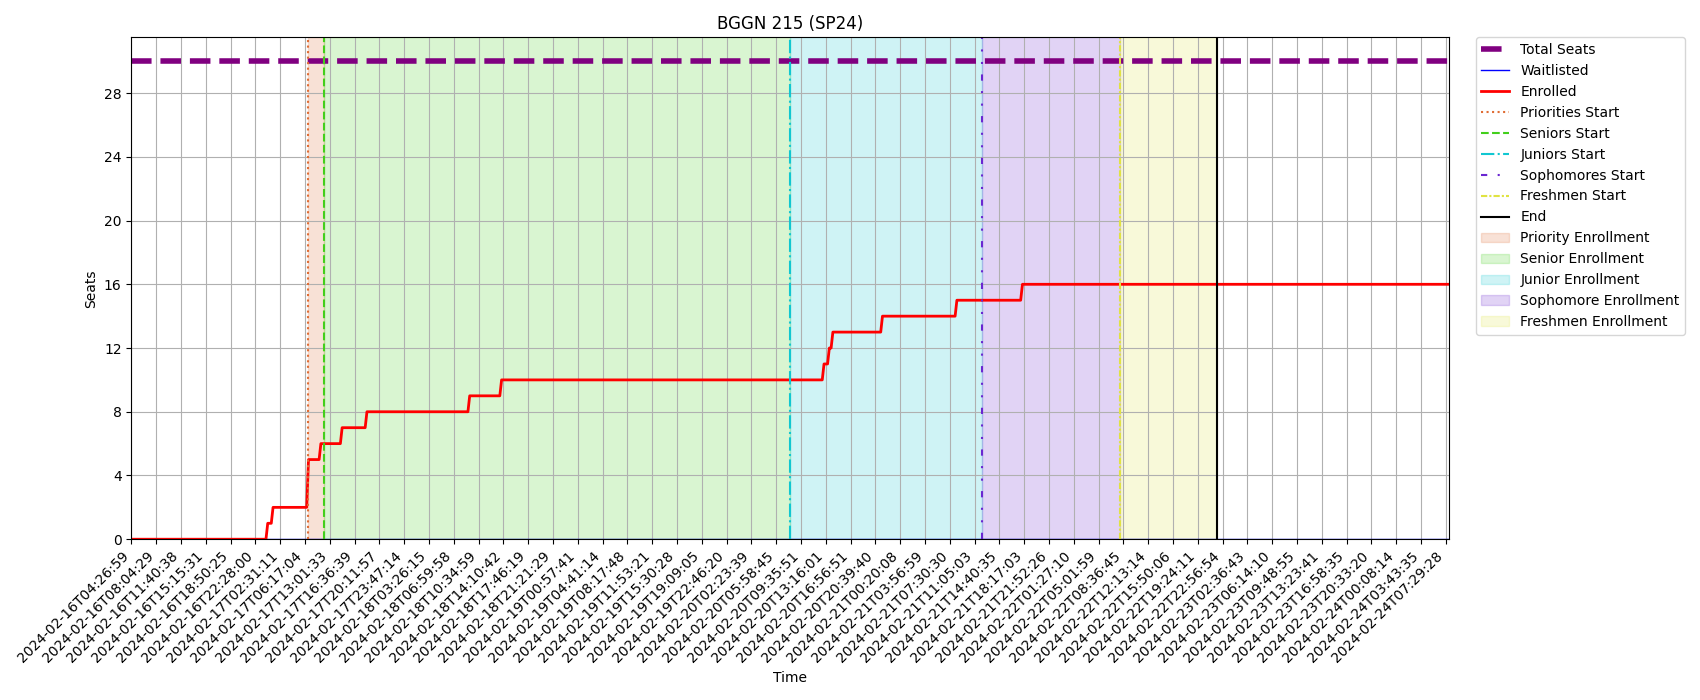 BGGN 215 (SP24)
Total Seats
Waitlisted
Enrolled
Priorities Start
Seniors Start
Juniors Start
Sophomores Start
Freshmen Start
End
Priority Enrollment
Senior Enrollment
Junior Enrollment
Sophomore Enrollment
Freshmen Enrollment
Seats
28
24
20
16
12
8
4
0
2024-02-16T04:26:59
2024-02-16T08:04:29
2024-02-16T11:40:38
2024-02-16T15:15:31
2024-02-16T18:50:25
2024-02-16T22:28:00
2024-02-17T02:31:11
2024-02-17T06:17:04
2024-02-17T13:01:33
2024-02-17T16:36:39
2024-02-17T20:11:57
2024-02-17T23:47:14
2024-02-18T03:26:15
2024-02-18T06:59:58
2024-02-18T10:34:59
2024-02-18T14:10:42
2024-02-18T17:46:19
2024-02-18T21:21:29
2024-02-19T00:57:41
2024-02-19T04:41:14
2024-02-19T08:17:48
2024-02-19T11:53:21
2024-02-19T15:30:28
2024-02-19T19:09:05
2024-02-19T22:46:20
2024-02-20T02:23:39
2024-02-20T05:58:45
2024-02-20T09:35:51
2024-02-20T13:16:01
2024-02-20T16:56:51
2024-02-20T20:39:40
2024-02-21T00:20:08
2024-02-21T03:56:59
2024-02-21T07:30:30
2024-02-21T11:05:03
2024-02-21T14:40:35
2024-02-21T18:17:03
2024-02-21T21:52:26
2024-02-22T01:27:10
2024-02-22T05:01:59
2024-02-22T08:36:45
2024-02-22T12:13:14
2024-02-22T15:50:06
2024-02-22T19:24:11
2024-02-22T22:56:54
2024-02-23T02:36:43
2024-02-23T06:14:16
2024-02-23T09:48:55
2024-02-23T13:23:41
2024-02-23T16:58:35
2024-02-23T20:33:20
2024-02-24T00:08:14
2024-02-24T03:43:35
2024-02-24T07:29:28
Time